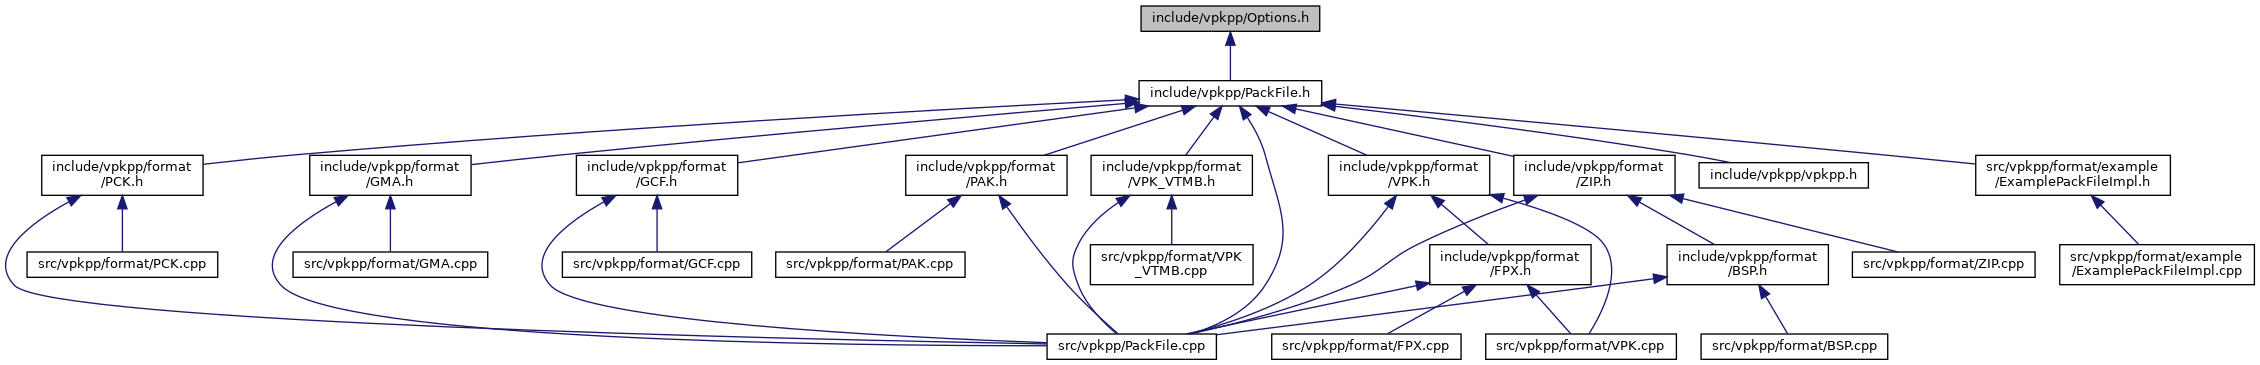 include/vpkpp/Options.h
include/vpkpp/PackFile.h
include/vpkpp/format
/PCK.h
include/vpkpp/format
/GMA.h
include/vpkpp/format
/GCF.h
include/vpkpp/format
/PAK.h
include/vpkpp/format
/VPK_VTMB.h
include/vpkpp/format
/VPK.h
include/vpkpp/format
/ZIP.h
include/vpkpp/vpkpp.h
src/vpkpp/format/example
/ExamplePackFileImpl.h
src/vpkpp/format/PCK.cpp
src/vpkpp/format/GMA.cpp
src/vpkpp/format/GCF.cpp
src/vpkpp/format/PAK.cpp
src/vpkpp/format/VPK
_VTMB.cpp
include/vpkpp/format
/FPX.h
include/vpkpp/format
/BSP.h
src/vpkpp/format/ZIP.cpp
src/vpkpp/format/example
/ExamplePackFileImpl.cpp
src/vpkpp/PackFile.cpp
src/vpkpp/format/FPX.cpp
src/vpkpp/format/VPK.cpp
src/vpkpp/format/BSP.cpp